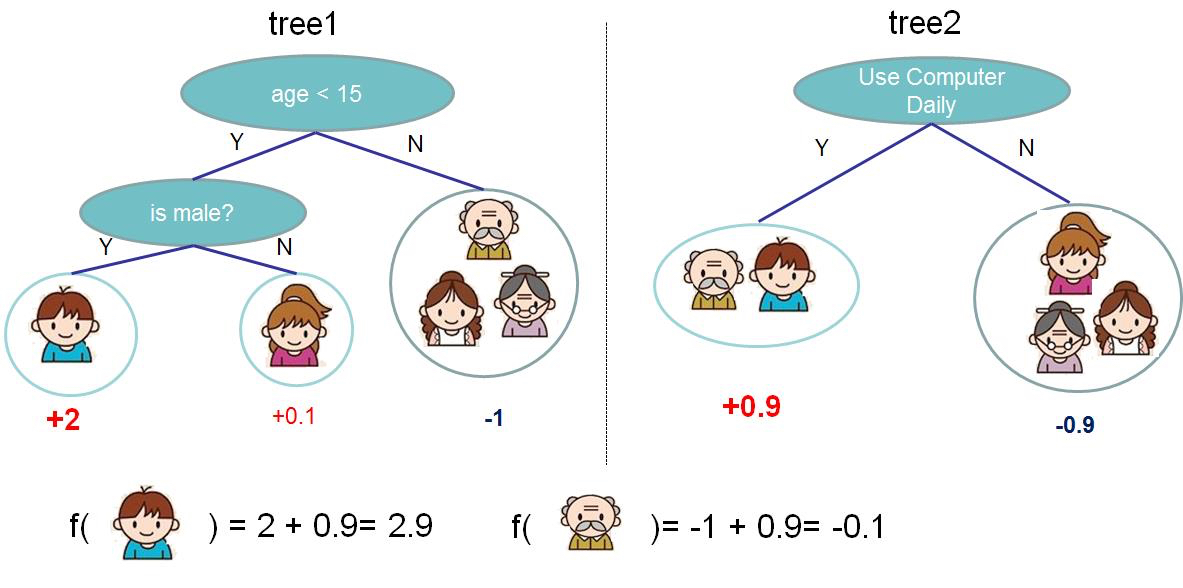 tree1
age < 15
Y
N
is male?
Y
N
+2
+0.1
-1
tree2
Use Computer
Daily
Y
N
+0.9
-0.9
f( ) = 2 + 0.9= 2.9
f( )= -1 + 0.9= -0.1